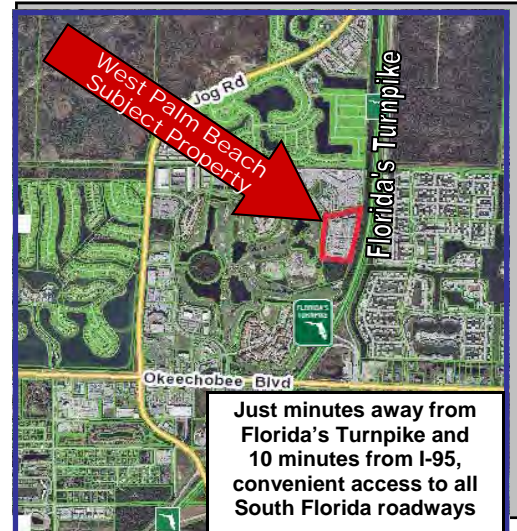 West Palm Beach
Subject Property
Jog Rd
Florida's Turnpike
FLORIDA'S
TURNPIKE
Okeechobee Blvd
Just minutes away from
Florida's Turnpike and
10 minutes from I-95,
convenient access to all
South Florida roadways